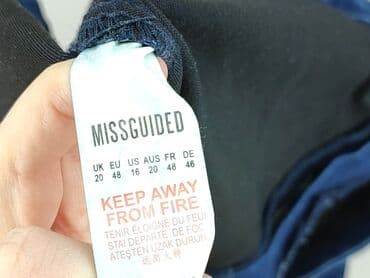 MISSGUIDED
UK EU US AUS FR DE
20 48 16 20 48 46
KEEP AWAY
FROM FIRE
TENIR ÉLOIGNÉ DU FEU
STAI DEPARTE DE FOC
ATEŞTEN UZAK DURUN